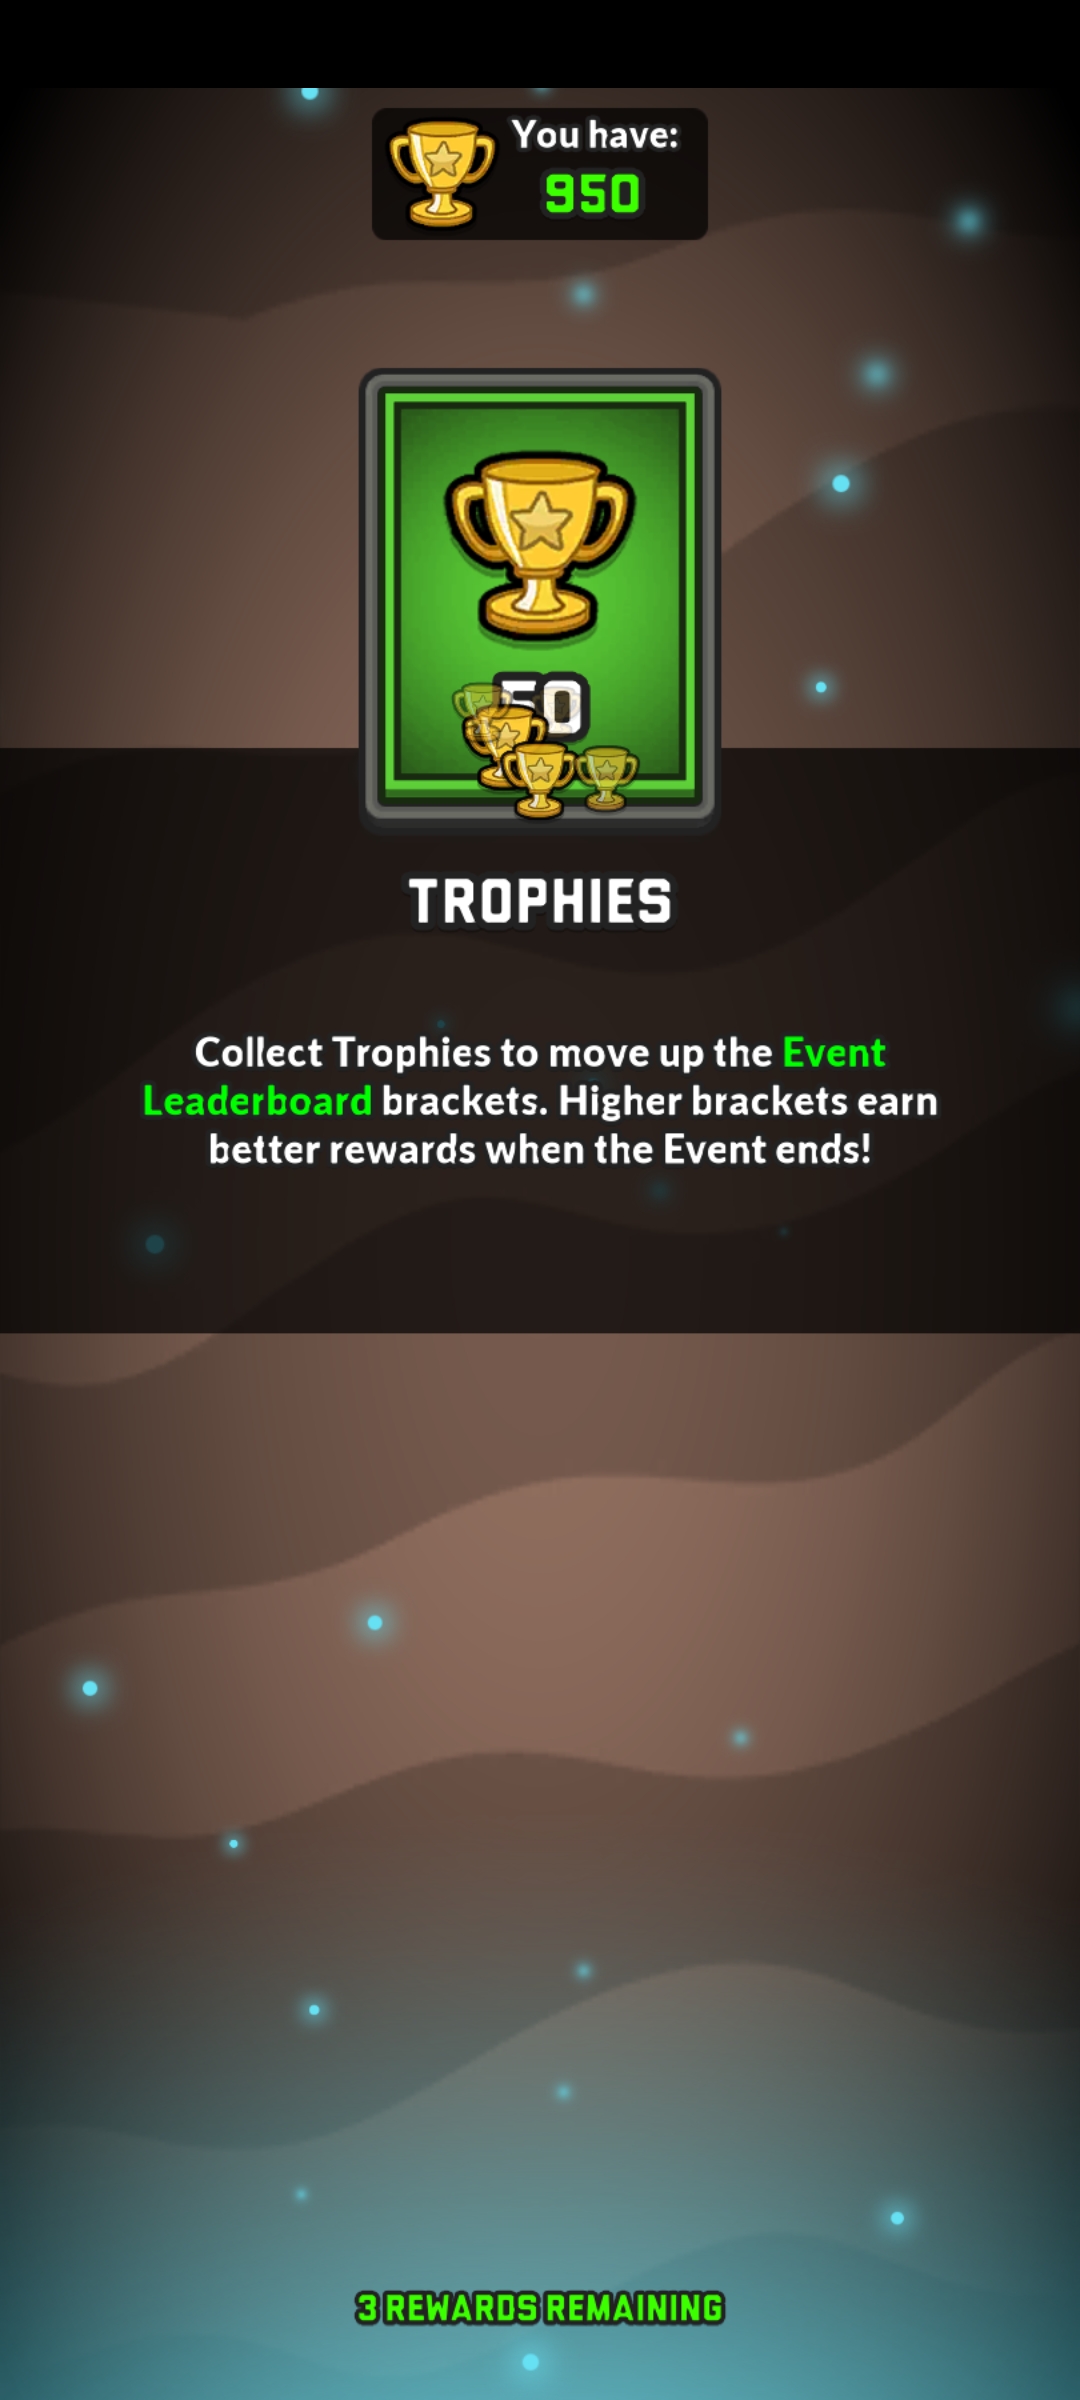 You have:
950
50
TROPHIES
Collect Trophies to move up the Event
Leaderboard brackets. Higher brackets earn
better rewards when the Event ends!
3 REWARDS REMAINING